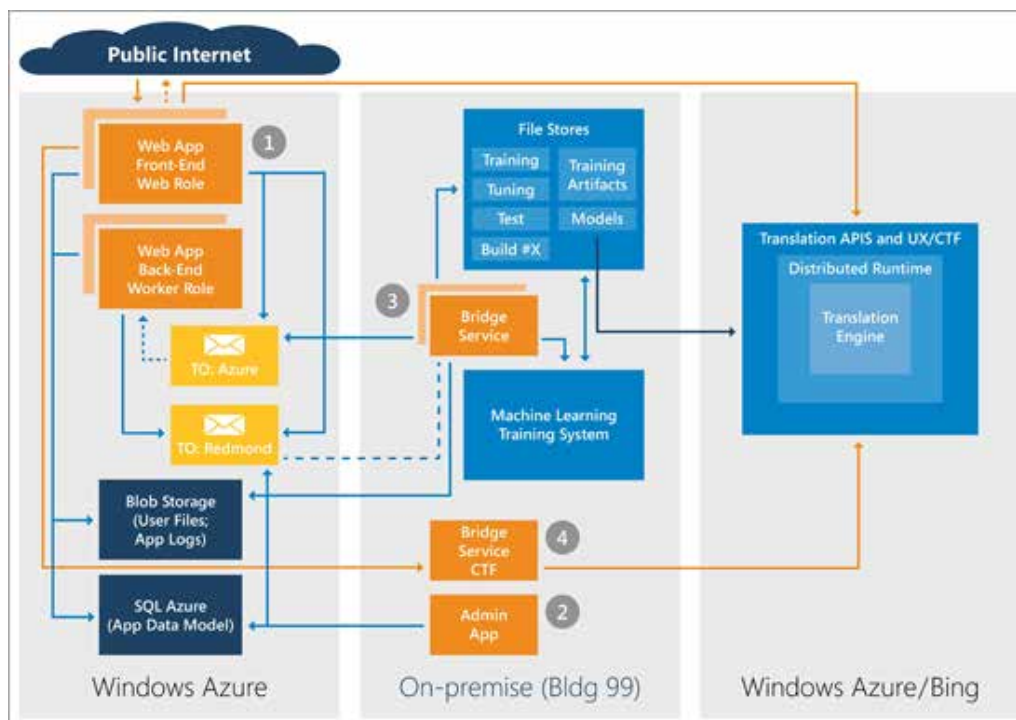 Public Internet
Web App
Front-End
Web Role
1
Web App
Back-End
Worker Role
TO: Azure
TO: Redmond
Blob Storage
(User Files;
App Logs)
SQL Azure
(App Data Model)
Windows Azure
File Stores
Training
Tuning
Test
Build #X
Training
Artifacts
Models
3
Bridge
Service
Machine Learning
Training System
Bridge
Service
CTF
4
Admin
App
2
On-premise (Bldg 99)
Translation APIS and UX/CTF
Distributed Runtime
Translation
Engine
Windows Azure/Bing